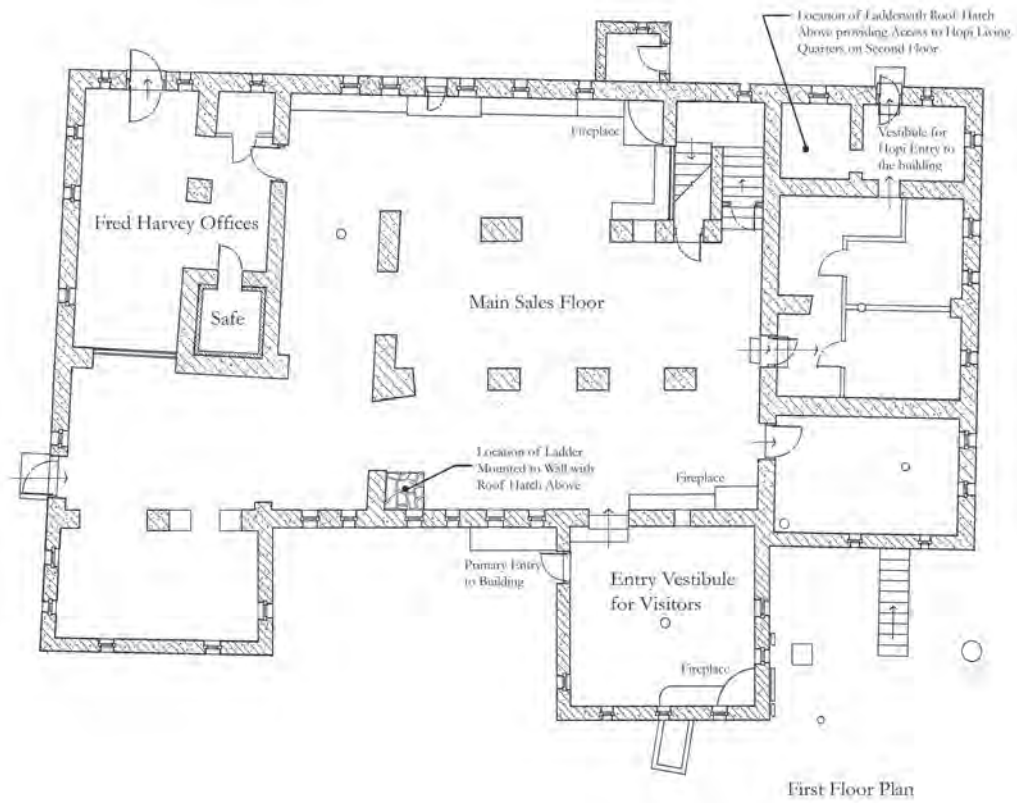 Location of Ladder with Roof Hatch
Above providing Access to Hopi Living
Quarters on Second Floor
Fireplace
Vestibule for
Hopi Entry to
the building
Fred Harvey Offices
Main Sales Floor
Safe
Location of Ladder
Mounted to Wall with
Roof Hatch Above
Fireplace
Primary Entry
to Building
Entry Vestibule
for Visitors
Fireplace
First Floor Plan